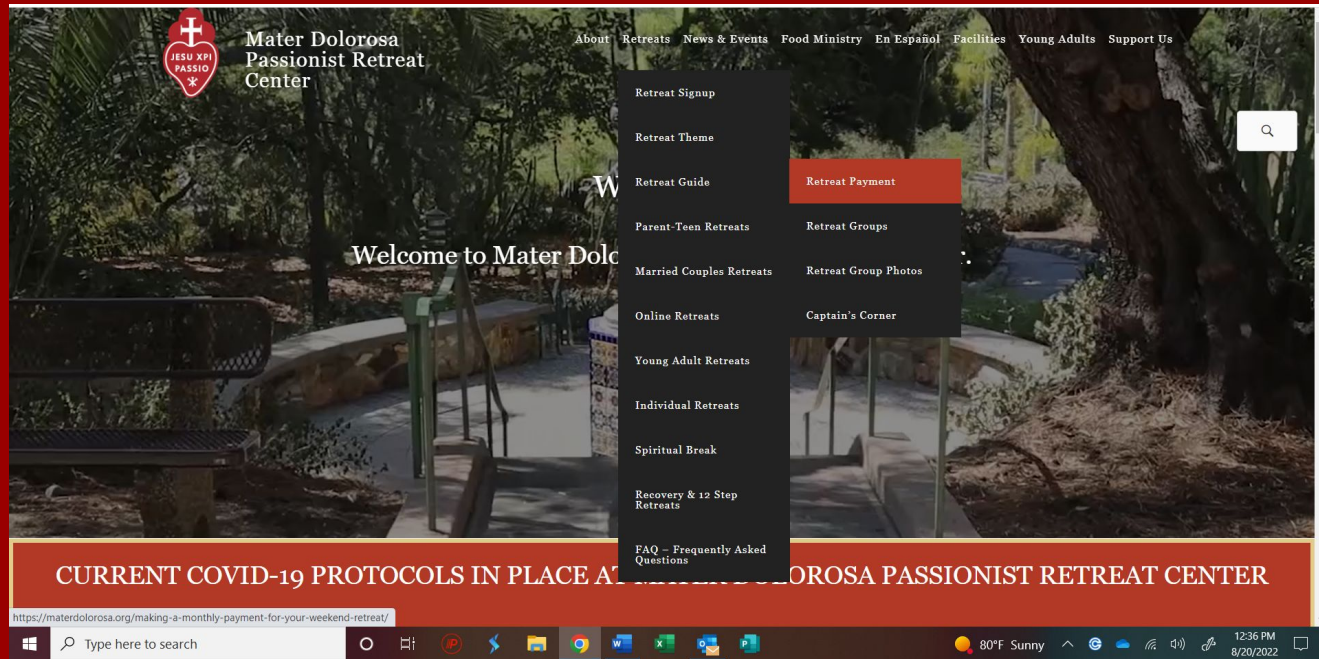 JESU XPI
PASSIO
Mater Dolorosa
Passionist Retreat
Center
About Retreats News & Events Food Ministry En Español Facilities Young Adults Support Us
Retreat Signup
Retreat Theme
Retreat Guide
Parent-Teen Retreats
Married Couples Retreats
Online Retreats
Young Adult Retreats
Individual Retreats
Spiritual Break
Recovery & 12 Step
Retreats
FAQ – Frequently Asked
Questions
Retreat Payment
Retreat Groups
Retreat Group Photos
Captain's Corner
W
Welcome to Mater Dolo
r.
CURRENT COVID-19 PROTOCOLS IN PLACE AT MATER DOLOROSA PASSIONIST RETREAT CENTER
https://materdolorosa.org/making-a-monthly-payment-for-your-weekend-retreat/
Type here to search
80°F Sunny
12:36 PM
8/20/2022